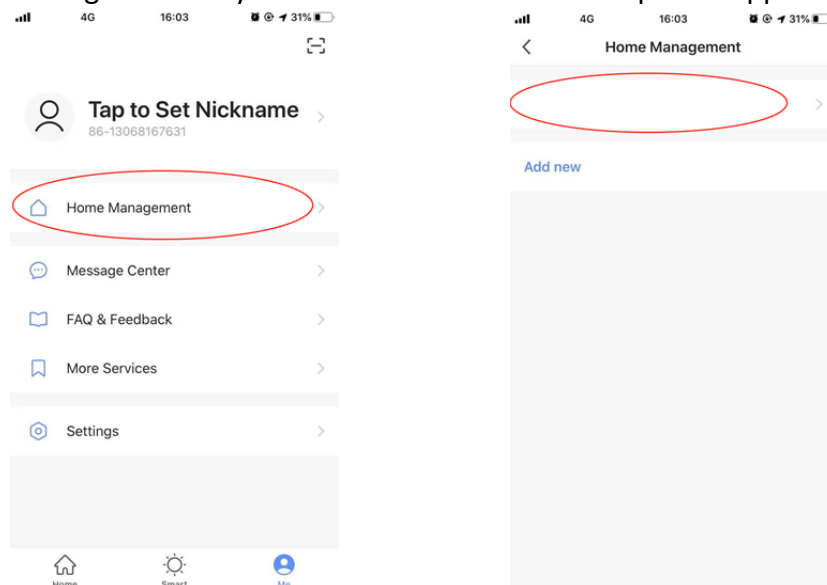 4G 16:03 31%
Tap to Set Nickname
86-13068167631
Home Management
Message Center
FAQ & Feedback
More Services
Settings
Home Smart Me
4G 16:03 31%
Home Management
Add new